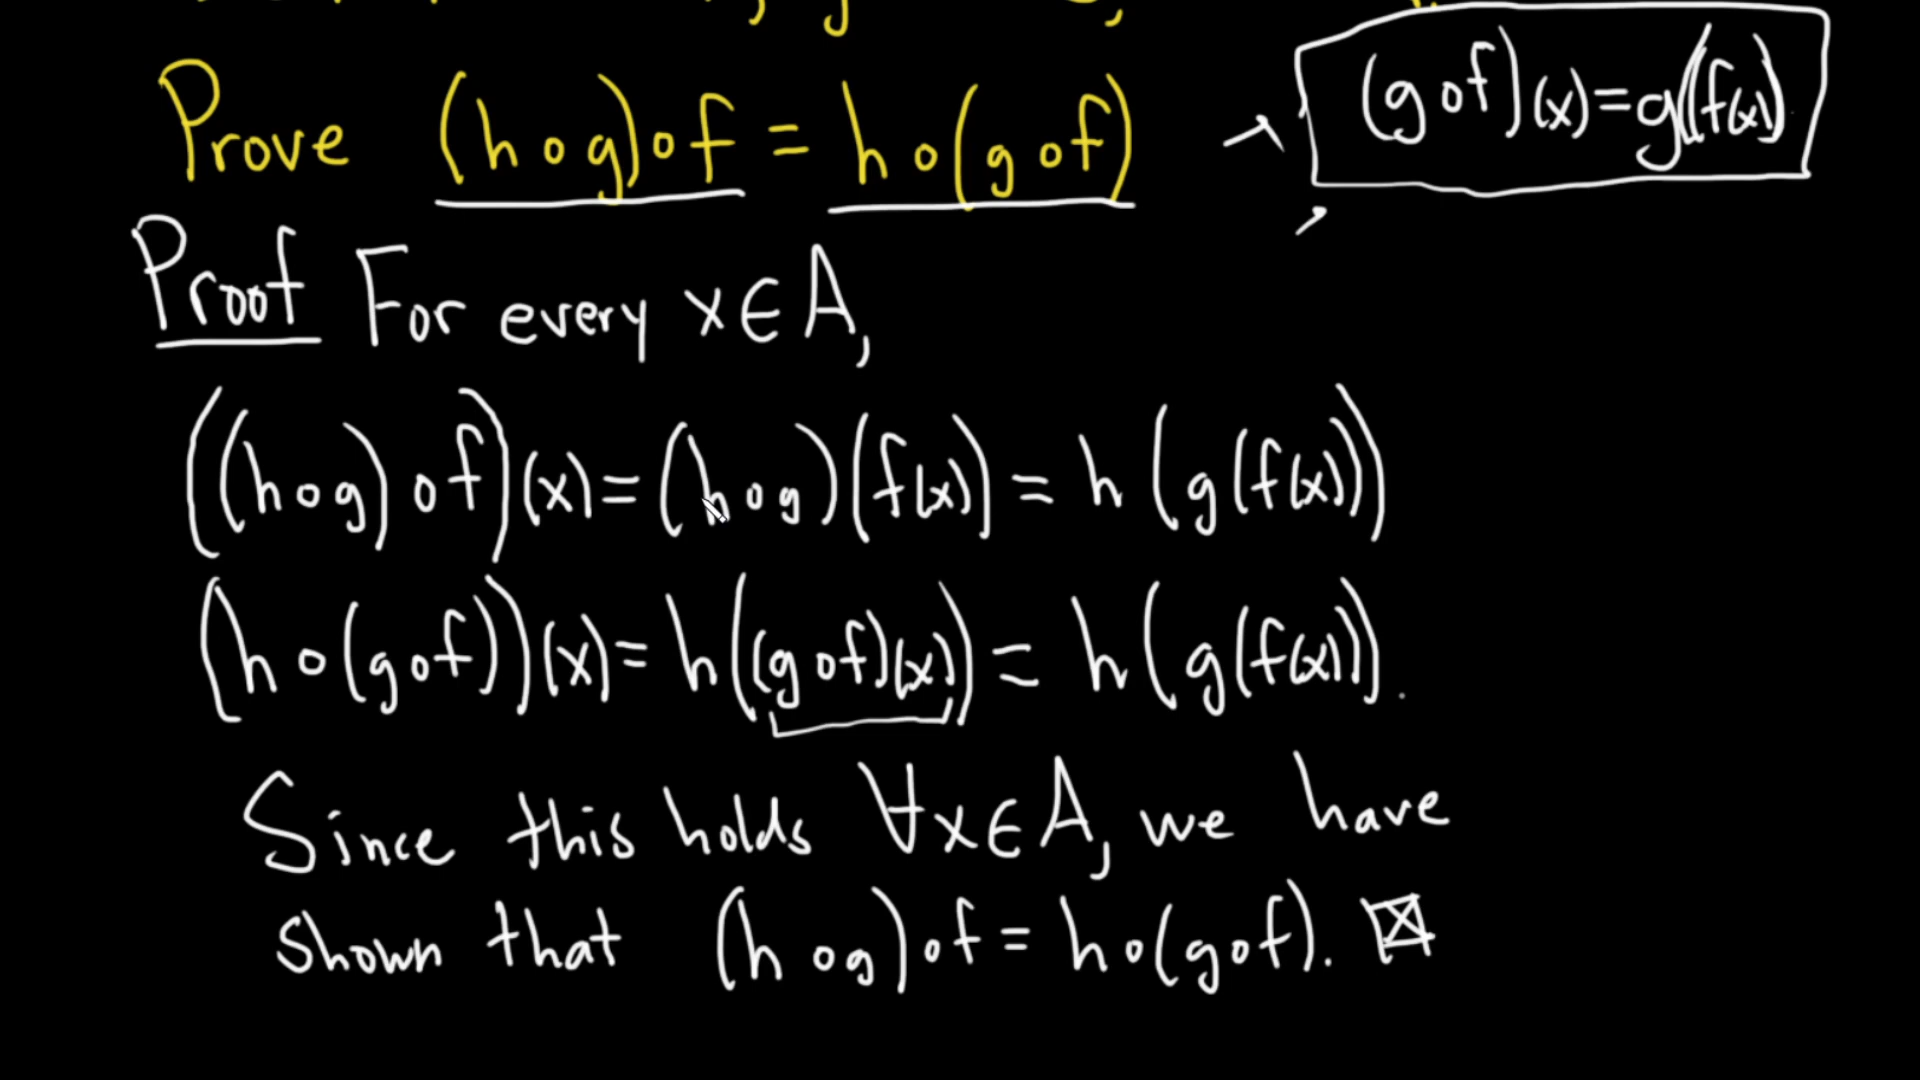 Prove (h o g) o f = h o (g o f)
(g o f)(x) = g(f(x))
Proof For every x ∈ A,
((h o g) o f)(x) = (h o g)(f(x)) = h(g(f(x)))
(h o (g o f))(x) = h((g o f)(x)) = h(g(f(x))).
Since this holds ∀x ∈ A, we have
shown that (h o g) o f = h o (g o f).